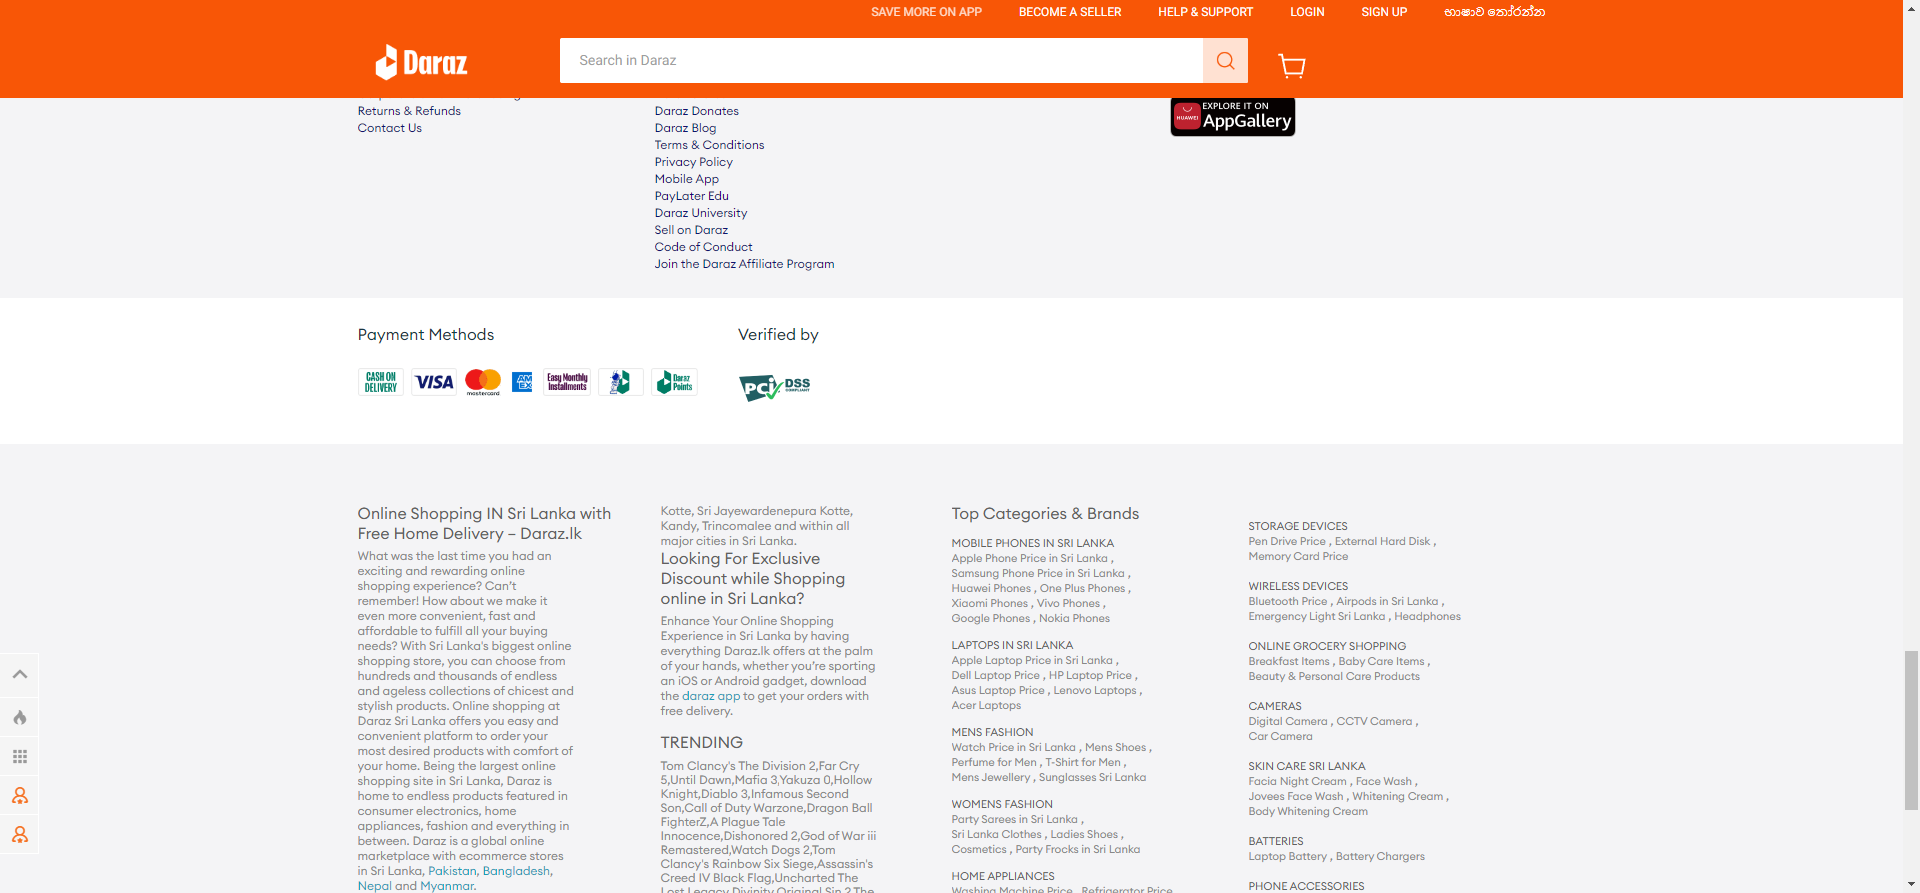 SAVE MORE ON APP
BECOME A SELLER
HELP & SUPPORT
LOGIN
SIGN UP
භාෂාව තෝරන්න
Daraz
Search in Daraz
Returns & Refunds
Contact Us
Daraz Donates
Daraz Blog
Terms & Conditions
Privacy Policy
Mobile App
PayLater Edu
Daraz University
Sell on Daraz
Code of Conduct
Join the Daraz Affiliate Program
HUAWEI
EXPLORE IT ON
AppGallery
Payment Methods
CASH ON
DELIVERY
VISA
mastercard
AM
EX
Easy Monthly
Installments
Daraz
Points
Verified by
PCI DSS
COMPLIANT
Online Shopping IN Sri Lanka with
Free Home Delivery – Daraz.lk
What was the last time you had an
exciting and rewarding online
shopping experience? Can’t
remember! How about we make it
even more convenient, fast and
affordable to fulfill all your buying
needs? With Sri Lanka's biggest online
shopping store, you can choose from
hundreds and thousands of endless
and ageless collections of chicest and
stylish products. Online shopping at
Daraz Sri Lanka offers you easy and
convenient platform to order your
most desired products with comfort of
your home. Being the largest online
shopping site in Sri Lanka, Daraz is
home to endless products featured in
consumer electronics, home
appliances, fashion and everything in
between. Daraz is a global online
marketplace with ecommerce stores
in Sri Lanka, Pakistan, Bangladesh,
Nepal and Myanmar.
Kotte, Sri Jayewardenepura Kotte,
Kandy, Trincomalee and within all
major cities in Sri Lanka.
Looking For Exclusive
Discount while Shopping
online in Sri Lanka?
Enhance Your Online Shopping
Experience in Sri Lanka by having
everything Daraz.lk offers at the palm
of your hands, whether you’re sporting
an iOS or Android gadget, download
the daraz app to get your orders with
free delivery.
TRENDING
Tom Clancy's The Division 2,Far Cry
5,Until Dawn,Mafia 3,Yakuza 0,Hollow
Knight,Diablo 3,Infamous Second
Son,Call of Duty Warzone,Dragon Ball
FighterZ,A Plague Tale
Innocence,Dishonored 2,God of War iii
Remastered,Watch Dogs 2,Tom
Clancy's Rainbow Six Siege,Assassin's
Creed IV Black Flag,Uncharted The
Lost Legacy,Divinity Original Sin 2,The
Top Categories & Brands
MOBILE PHONES IN SRI LANKA
Apple Phone Price in Sri Lanka ,
Samsung Phone Price in Sri Lanka ,
Huawei Phones , One Plus Phones ,
Xiaomi Phones , Vivo Phones ,
Google Phones , Nokia Phones
LAPTOPS IN SRI LANKA
Apple Laptop Price in Sri Lanka ,
Dell Laptop Price , HP Laptop Price ,
Asus Laptop Price , Lenovo Laptops ,
Acer Laptops
MENS FASHION
Watch Price in Sri Lanka , Mens Shoes ,
Perfume for Men , T-Shirt for Men ,
Mens Jewellery , Sunglasses Sri Lanka
WOMENS FASHION
Party Sarees in Sri Lanka ,
Sri Lanka Clothes , Ladies Shoes ,
Cosmetics , Party Frocks in Sri Lanka
HOME APPLIANCES
Washing Machine Price , Refrigerator Price
STORAGE DEVICES
Pen Drive Price , External Hard Disk ,
Memory Card Price
WIRELESS DEVICES
Bluetooth Price , Airpods in Sri Lanka ,
Emergency Light Sri Lanka , Headphones
ONLINE GROCERY SHOPPING
Breakfast Items , Baby Care Items ,
Beauty & Personal Care Products
CAMERAS
Digital Camera , CCTV Camera ,
Car Camera
SKIN CARE SRI LANKA
Facia Night Cream , Face Wash ,
Jovees Face Wash , Whitening Cream ,
Body Whitening Cream
BATTERIES
Laptop Battery , Battery Chargers
PHONE ACCESSORIES